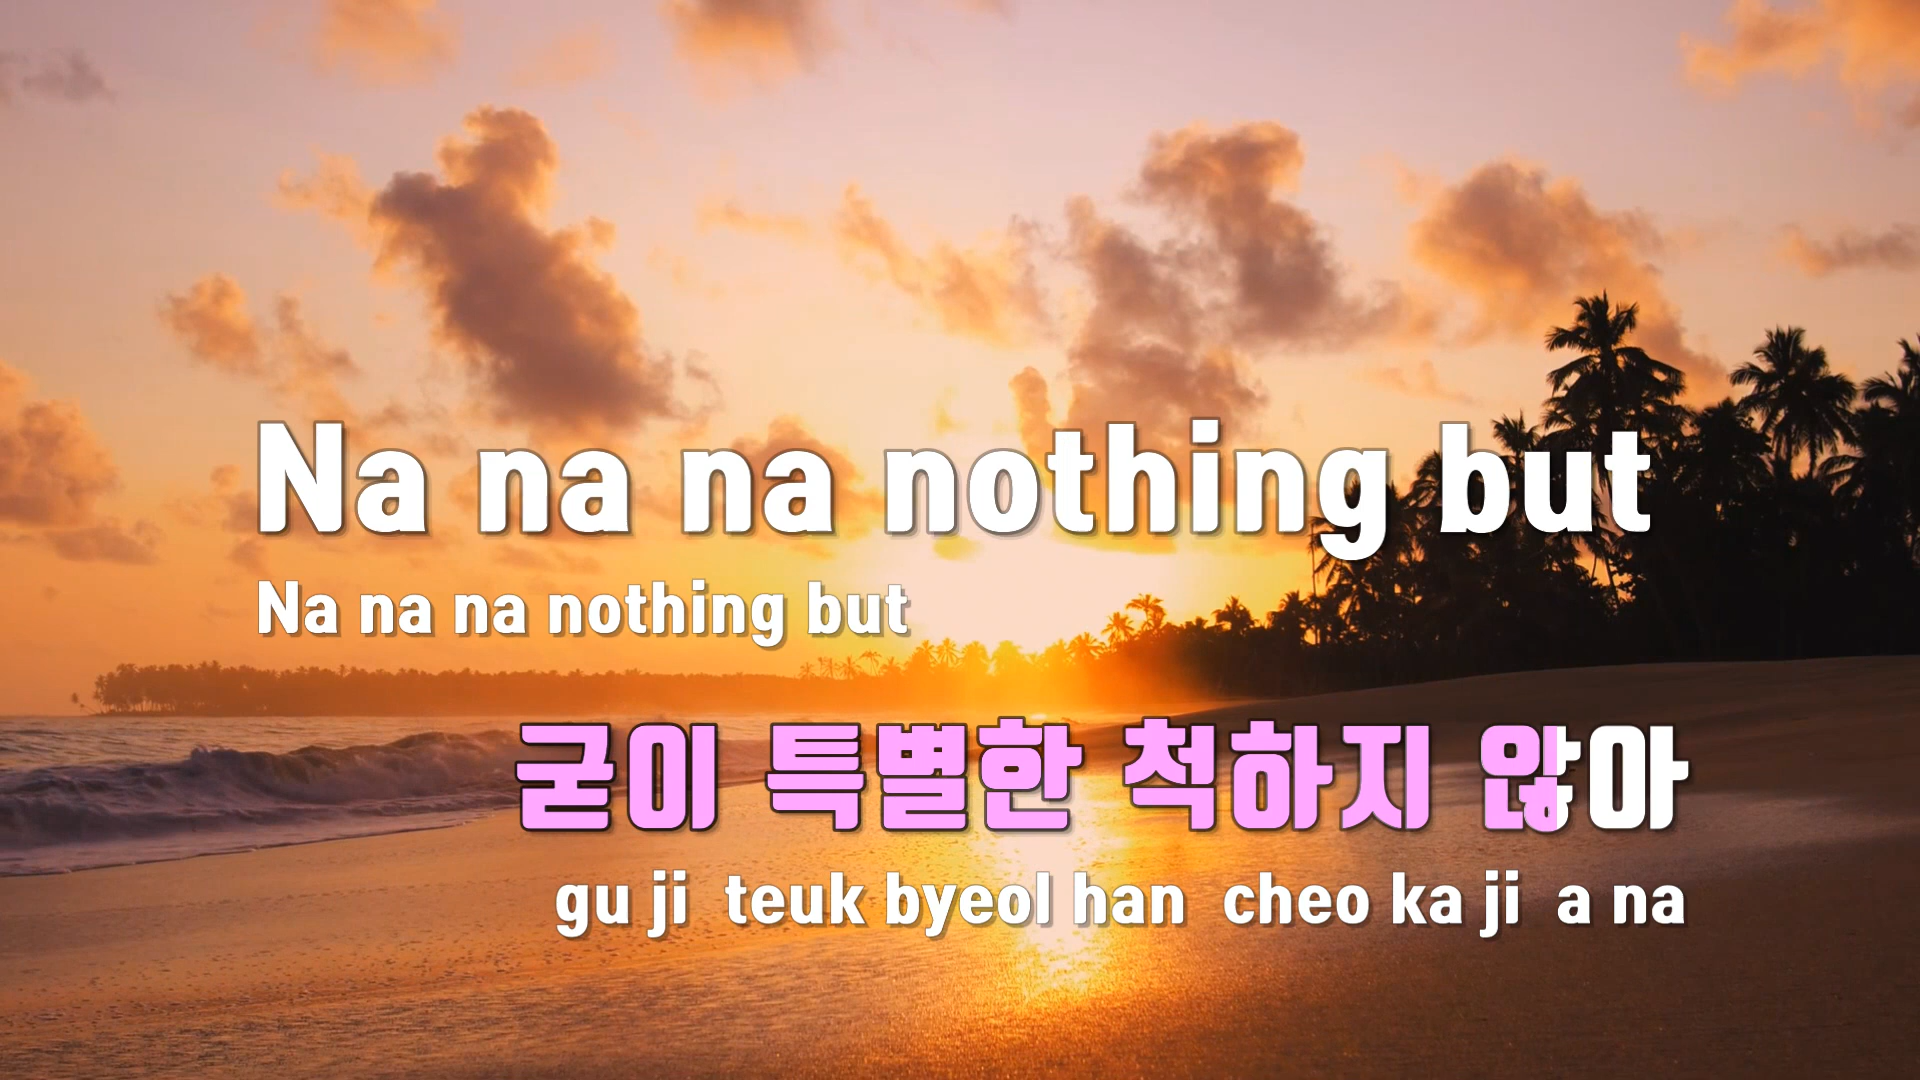 Na na na nothing but
Na na na nothing but
굳이 특별한 척하지 않아
gu ji teuk byeol han cheo ka ji a na